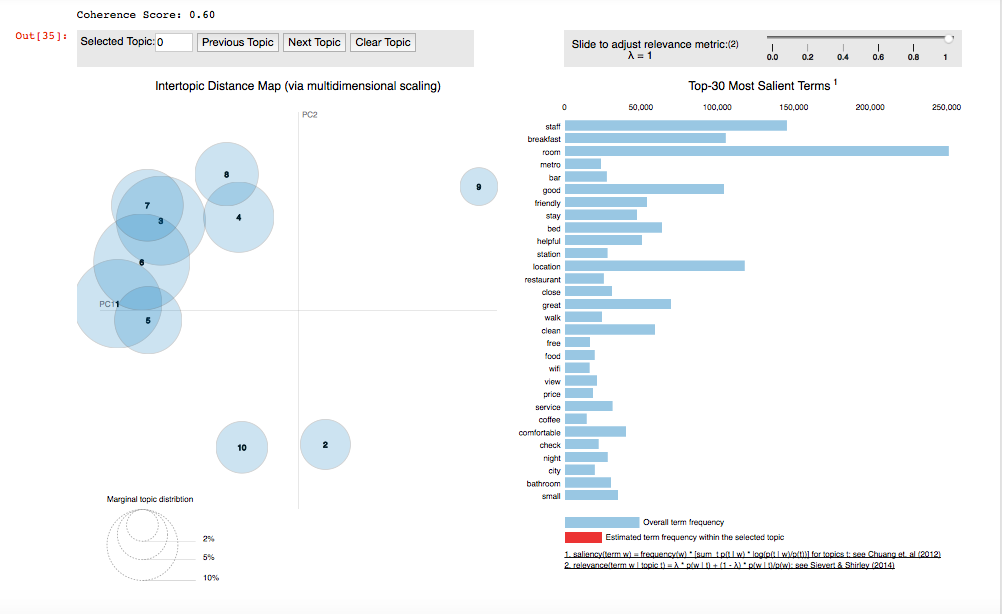 Coherence Score: 0.60
Out[35]:
Selected Topic: 0 Previous Topic Next Topic Clear Topic
Slide to adjust relevance metric:(2)
λ = 1
0.0 0.2 0.4 0.6 0.8 1
Intertopic Distance Map (via multidimensional scaling)
PC2
PC1
8
9
7
3
4
6
1
5
10
2
Marginal topic distribtion
2%
5%
10%
Top-30 Most Salient Terms 1
0 50,000 100,000 150,000 200,000 250,000
staff
breakfast
room
metro
bar
good
friendly
stay
bed
helpful
station
location
restaurant
close
great
walk
clean
free
food
wifi
view
price
service
coffee
comfortable
check
night
city
bathroom
small
Overall term frequency
Estimated term frequency within the selected topic
1. saliency(term w) = frequency(w) * [sum_t p(t | w) * log(p(t | w)/p(t))] for topics t; see Chuang et. al (2012)
2. relevance(term w | topic t) = λ * p(w | t) + (1 - λ) * p(w | t)/p(w); see Sievert & Shirley (2014)